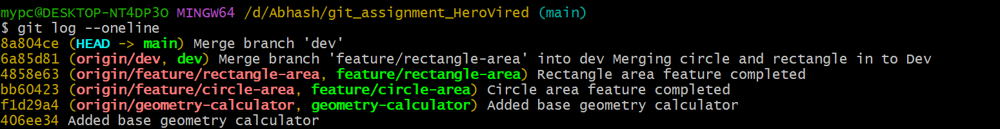 mypc@DESKTOP-NT4DP3O MINGW64 /d/Abhash/git_assignment_HeroVired (main)
$ git log --oneline
8a804ce (HEAD -> main) Merge branch 'dev'
6a85d81 (origin/dev, dev) Merge branch 'feature/rectangle-area' into dev Merging circle and rectangle in to Dev
4858e63 (origin/feature/rectangle-area, feature/rectangle-area) Rectangle area feature completed
bb60423 (origin/feature/circle-area, feature/circle-area) Circle area feature completed
f1d29a4 (origin/geometry-calculator, geometry-calculator) Added base geometry calculator
406ee34 Added base geometry calculator